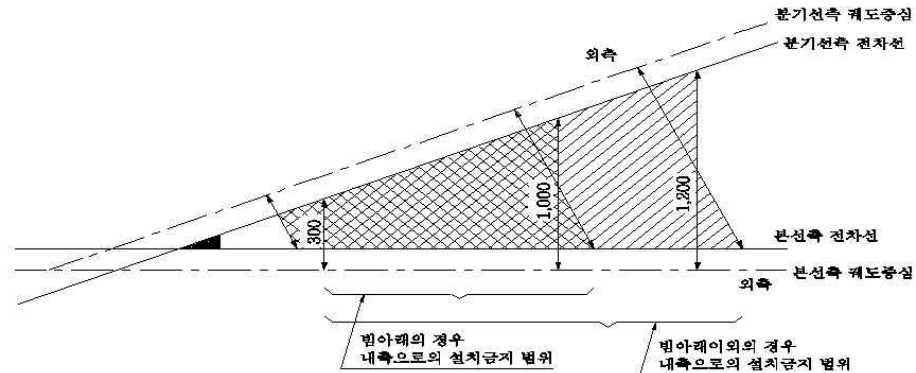 분기선측 궤도중심
외측
분기선측 전차선
300
1,000
1,200
본선측 전차선
본선측 궤도중심
외측
빔아래의 경우
내측으로의 설치금지 범위
빔아래이외의 경우
내측으로의 설치금지 범위